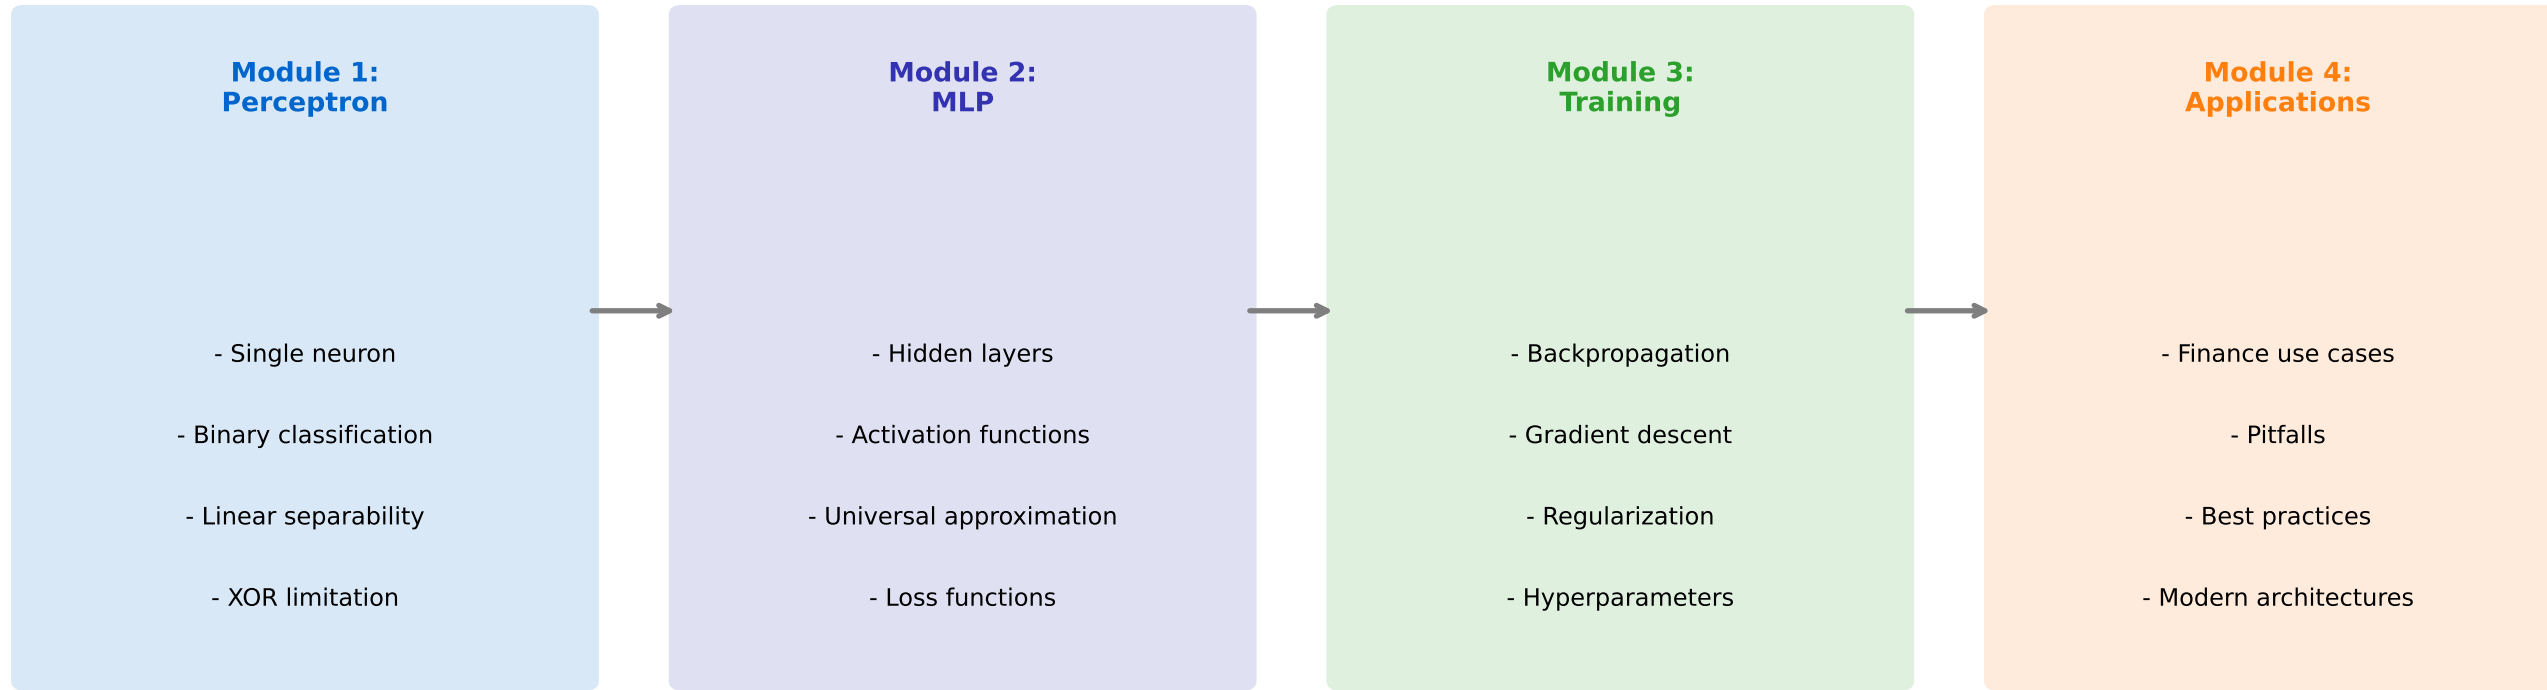 Module 1:
Perceptron
- Single neuron
- Binary classification
- Linear separability
- XOR limitation
Module 2:
MLP
- Hidden layers
- Activation functions
- Universal approximation
- Loss functions
Module 3:
Training
- Backpropagation
- Gradient descent
- Regularization
- Hyperparameters
Module 4:
Applications
- Finance use cases
- Pitfalls
- Best practices
- Modern architectures